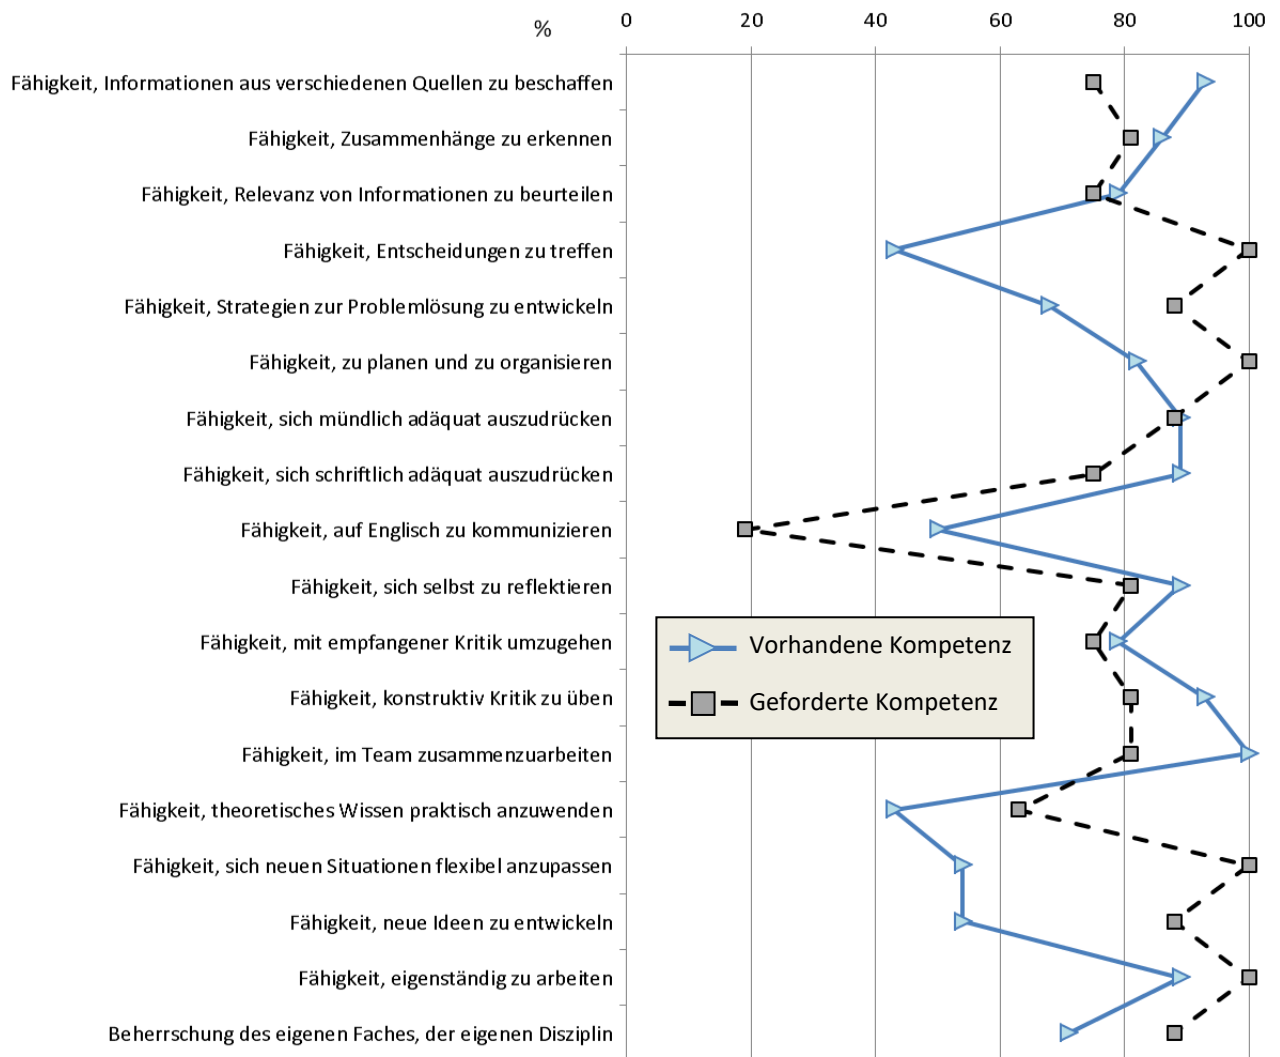 % 0 20 40 60 80 100
Fähigkeit, Informationen aus verschiedenen Quellen zu beschaffen
Fähigkeit, Zusammenhänge zu erkennen
Fähigkeit, Relevanz von Informationen zu beurteilen
Fähigkeit, Entscheidungen zu treffen
Fähigkeit, Strategien zur Problemlösung zu entwickeln
Fähigkeit, zu planen und zu organisieren
Fähigkeit, sich mündlich adäquat auszudrücken
Fähigkeit, sich schriftlich adäquat auszudrücken
Fähigkeit, auf Englisch zu kommunizieren
Fähigkeit, sich selbst zu reflektieren
Fähigkeit, mit empfangener Kritik umzugehen
Fähigkeit, konstruktiv Kritik zu üben
Fähigkeit, im Team zusammenzuarbeiten
Fähigkeit, theoretisches Wissen praktisch anzuwenden
Fähigkeit, sich neuen Situationen flexibel anzupassen
Fähigkeit, neue Ideen zu entwickeln
Fähigkeit, eigenständig zu arbeiten
Beherrschung des eigenen Faches, der eigenen Disziplin
Vorhandene Kompetenz
Geforderte Kompetenz